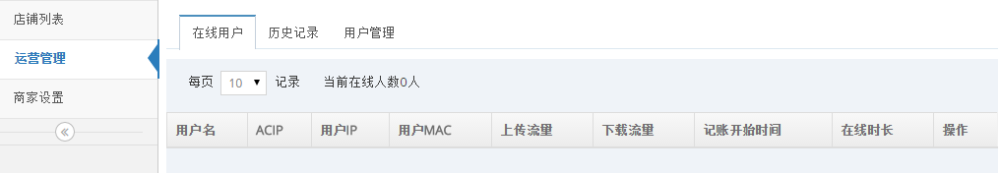 店铺列表
运营管理
商家设置
在线用户 历史记录 用户管理
每页 10 记录 当前在线人数0人
用户名 ACIP 用户IP 用户MAC 上传流量 下载流量 记账开始时间 在线时长 操作